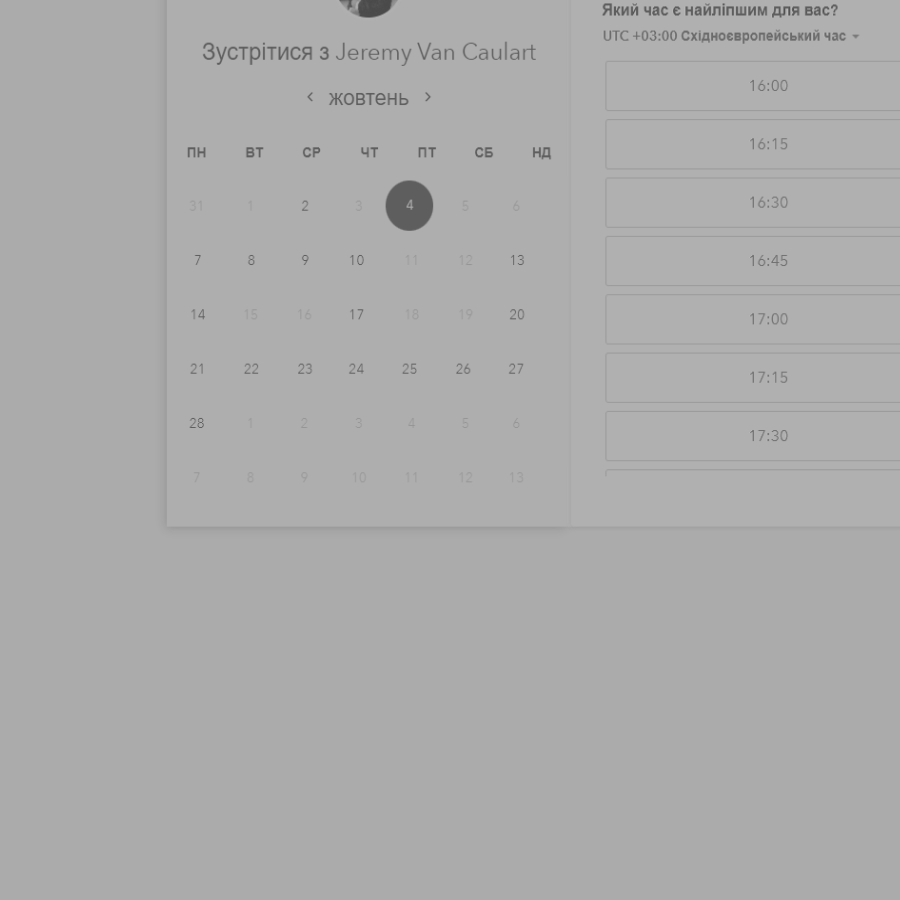 Зустрітися з Jeremy Van Caulart
жовтень
ПН ВТ СР ЧТ ПТ СБ НД
31 1 2 3 4 5 6
7 8 9 10 11 12 13
14 15 16 17 18 19 20
21 22 23 24 25 26 27
28 1 2 3 4 5 6
7 8 9 10 11 12 13
Який час є найліпшим для вас?
UTC +03:00 Східноєвропейський час
16:00
16:15
16:30
16:45
17:00
17:15
17:30